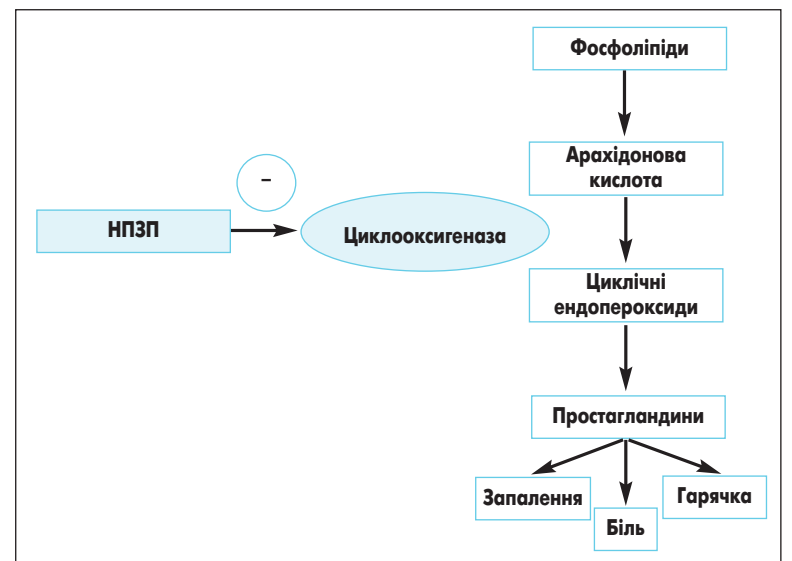 Фосфоліпіди
Арахідонова
кислота
–
НПЗП
Циклооксигеназа
Циклічні
ендопероксиди
Простагландини
Запалення
Гарячка
Біль